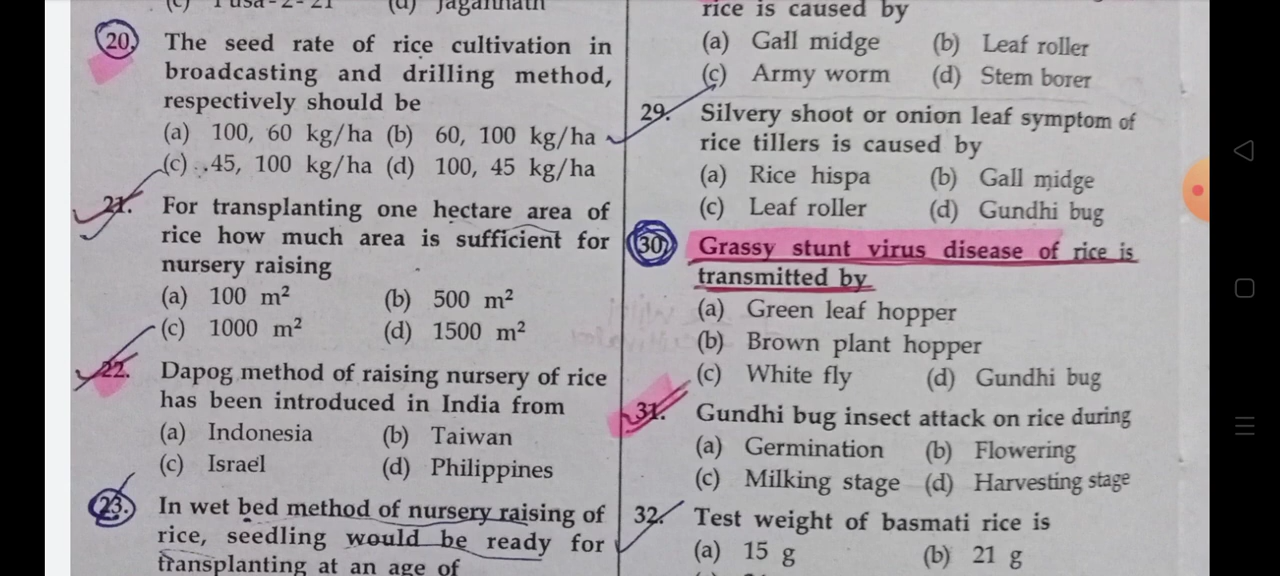 (c) Pusa-2-21 (d) Jagannath
20. The seed rate of rice cultivation in
broadcasting and drilling method,
respectively should be
(a) 100, 60 kg/ha (b) 60, 100 kg/ha
(c) 45, 100 kg/ha (d) 100, 45 kg/ha
21. For transplanting one hectare area of
rice how much area is sufficient for
nursery raising
(a) 100 m² (b) 500 m²
(c) 1000 m² (d) 1500 m²
22. Dapog method of raising nursery of rice
has been introduced in India from
(a) Indonesia (b) Taiwan
(c) Israel (d) Philippines
23. In wet bed method of nursery raising of
rice, seedling would be ready for
transplanting at an age of
rice is caused by
(a) Gall midge (b) Leaf roller
(c) Army worm (d) Stem borer
29. Silvery shoot or onion leaf symptom of
rice tillers is caused by
(a) Rice hispa (b) Gall midge
(c) Leaf roller (d) Gundhi bug
30. Grassy stunt virus disease of rice is
transmitted by
(a) Green leaf hopper
(b) Brown plant hopper
(c) White fly (d) Gundhi bug
31. Gundhi bug insect attack on rice during
(a) Germination (b) Flowering
(c) Milking stage (d) Harvesting stage
32. Test weight of basmati rice is
(a) 15 g (b) 21 g